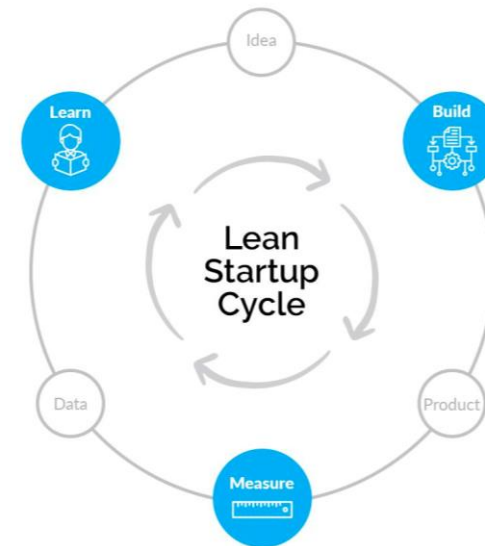 Idea
Learn
Build
Lean
Startup
Cycle
Data
Product
Measure